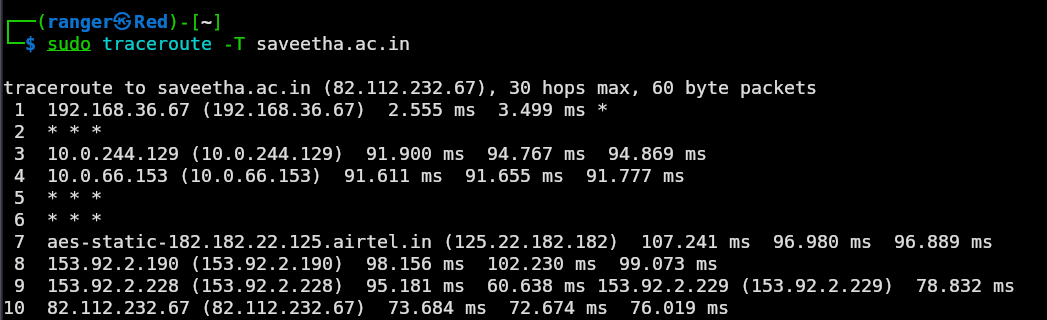 ┌──(ranger㉿Red)-[~]
└─$ sudo traceroute -T saveetha.ac.in
traceroute to saveetha.ac.in (82.112.232.67), 30 hops max, 60 byte packets
 1  192.168.36.67 (192.168.36.67)  2.555 ms  3.499 ms *
 2  * * *
 3  10.0.244.129 (10.0.244.129)  91.900 ms  94.767 ms  94.869 ms
 4  10.0.66.153 (10.0.66.153)  91.611 ms  91.655 ms  91.777 ms
 5  * * *
 6  * * *
 7  aes-static-182.182.22.125.airtel.in (125.22.182.182)  107.241 ms  96.980 ms  96.889 ms
 8  153.92.2.190 (153.92.2.190)  98.156 ms  102.230 ms  99.073 ms
 9  153.92.2.228 (153.92.2.228)  95.181 ms  60.638 ms 153.92.2.229 (153.92.2.229)  78.832 ms
10  82.112.232.67 (82.112.232.67)  73.684 ms  72.674 ms  76.019 ms